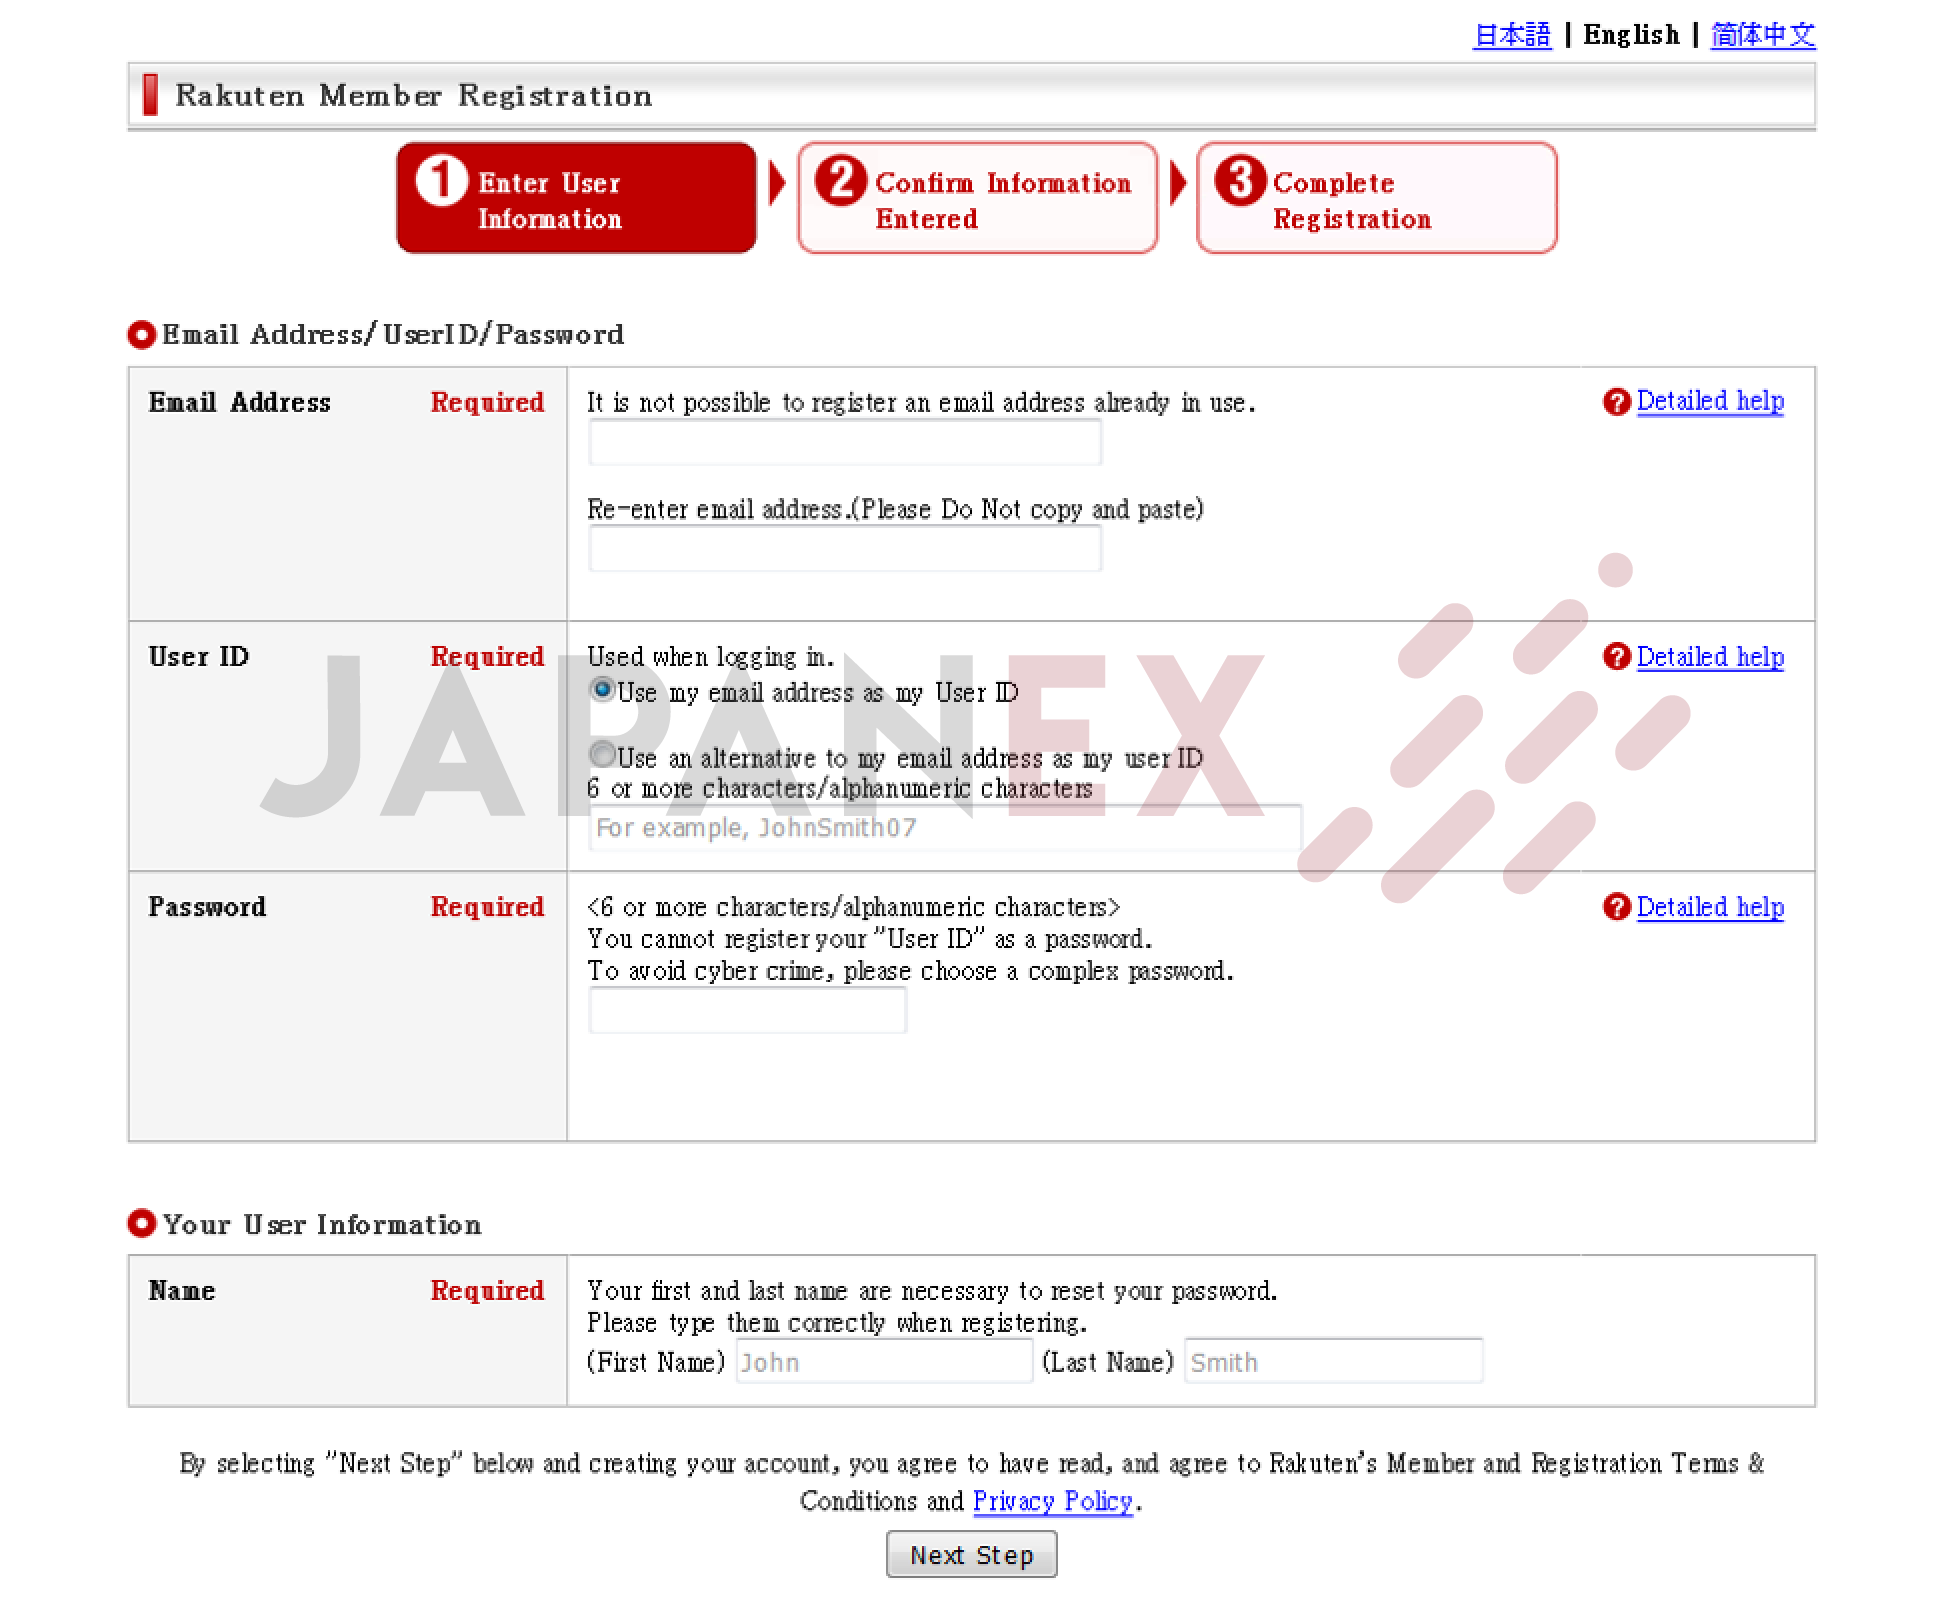 日本語 | English | 简体中文
Rakuten Member Registration
1 Enter User Information
2 Confirm Information Entered
3 Complete Registration
Email Address/UserID/Password
Email Address Required It is not possible to register an email address already in use. ? Detailed help
Re-enter email address.(Please Do Not copy and paste)
User ID Required Used when logging in. ? Detailed help
Use my email address as my User ID
JAPANEX
Use an alternative to my email address as my user ID
6 or more characters/alphanumeric characters
For example, JohnSmith07
Password Required <6 or more characters/alphanumeric characters> ? Detailed help
You cannot register your "User ID" as a password.
To avoid cyber crime, please choose a complex password.
Your User Information
Name Required Your first and last name are necessary to reset your password.
Please type them correctly when registering.
(First Name) John (Last Name) Smith
By selecting "Next Step" below and creating your account, you agree to have read, and agree to Rakuten's Member and Registration Terms &
Conditions and Privacy Policy.
Next Step